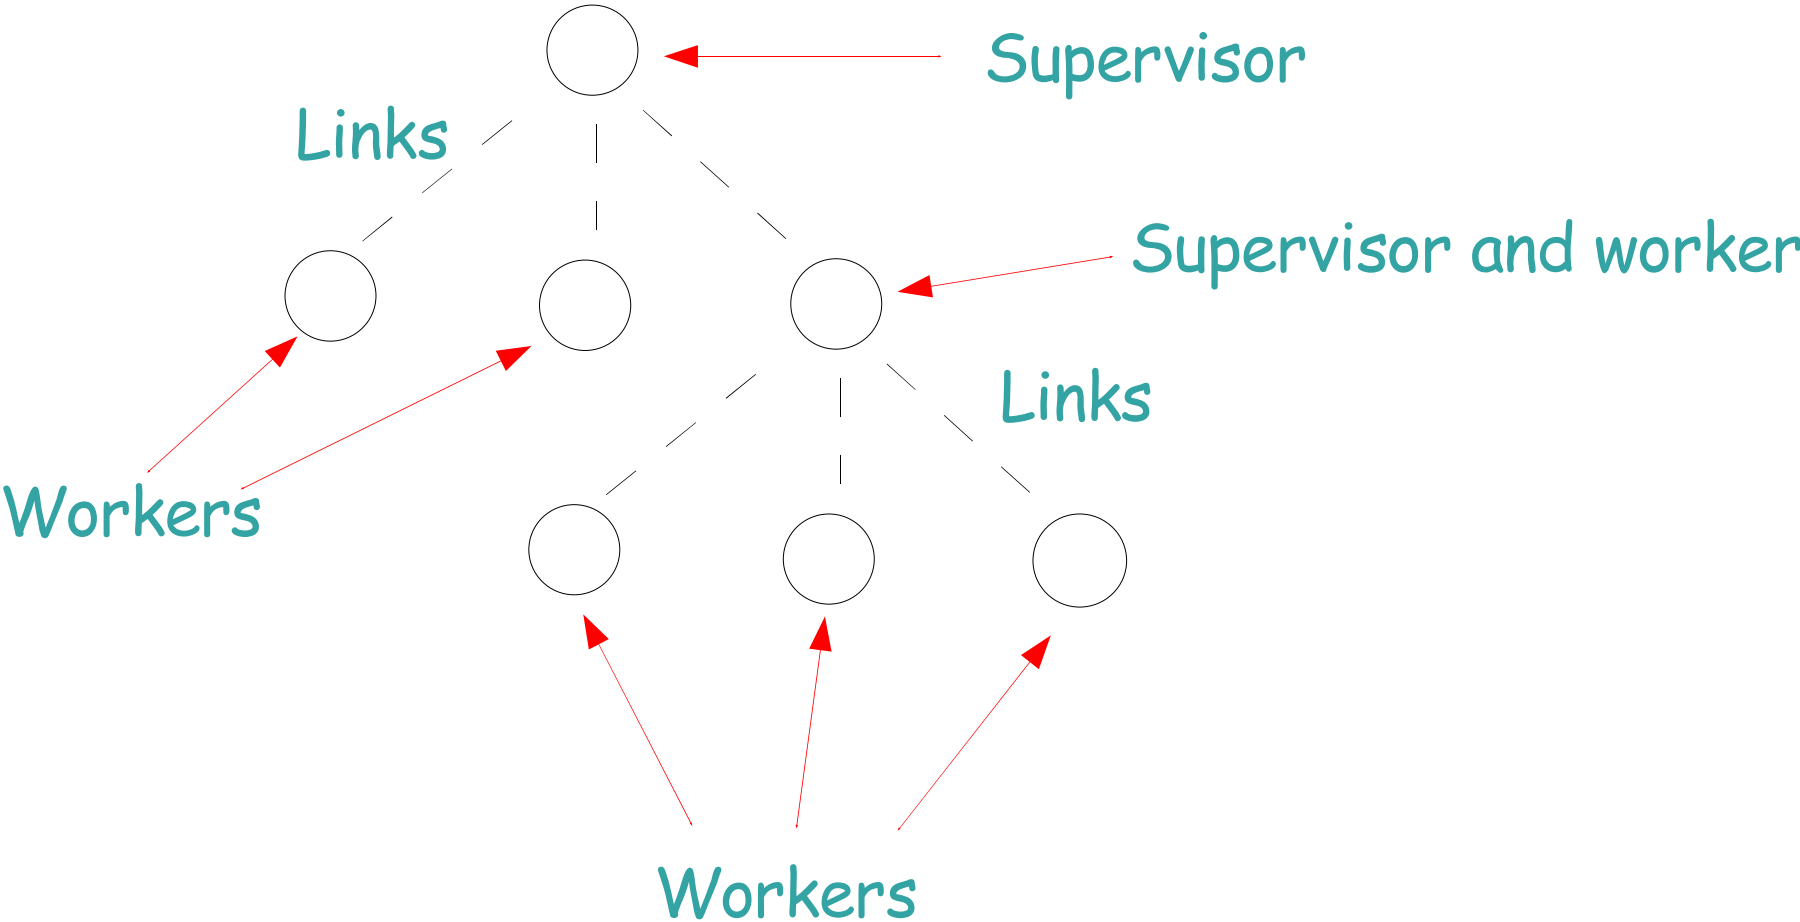 Supervisor
Links
Supervisor and worker
Links
Workers
Workers